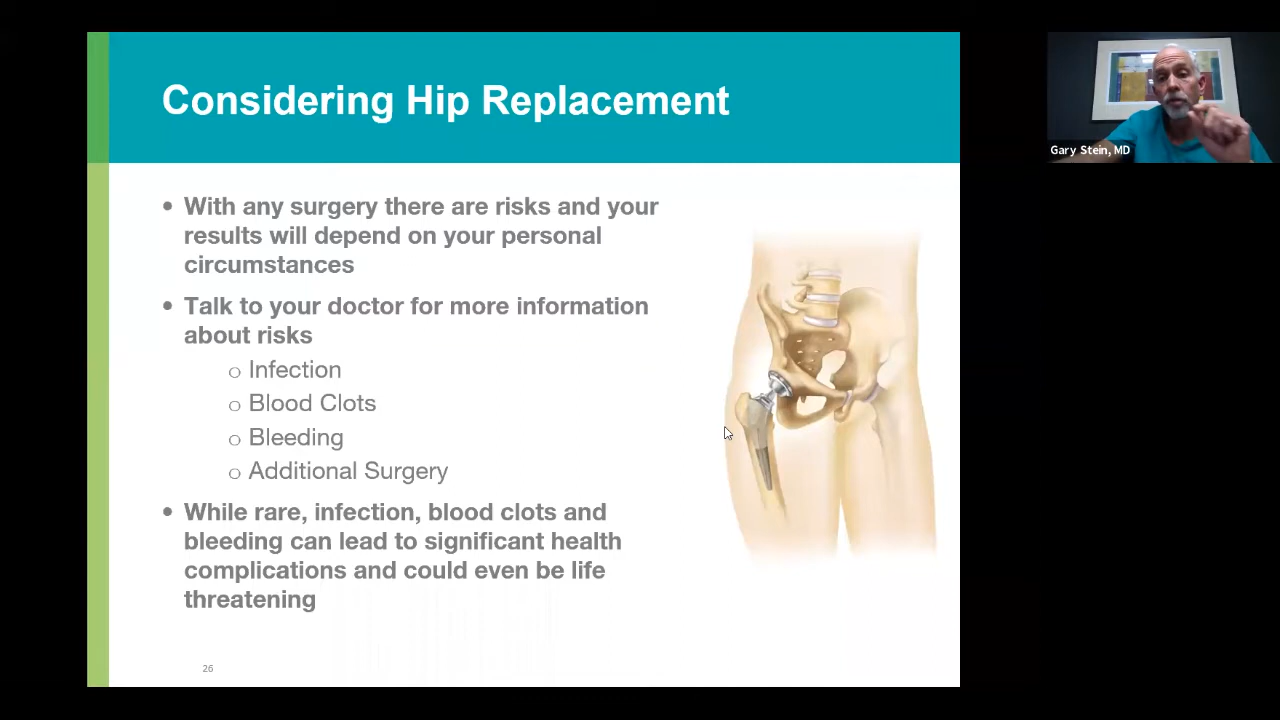 Considering Hip Replacement
• With any surgery there are risks and your
results will depend on your personal
circumstances
• Talk to your doctor for more information
about risks
o Infection
o Blood Clots
o Bleeding
o Additional Surgery
• While rare, infection, blood clots and
bleeding can lead to significant health
complications and could even be life
threatening
26
Gary Stein, MD